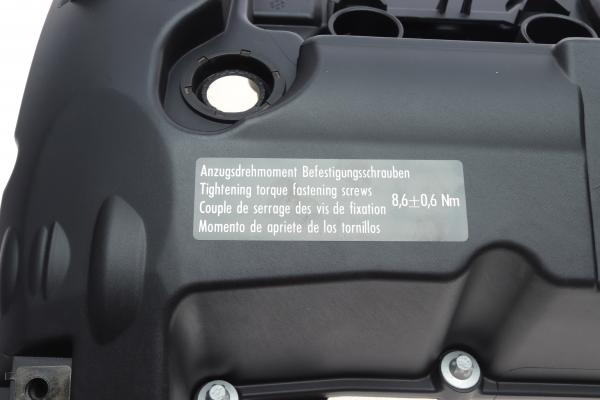 Anzugsdrehmoment Befestigungsschrauben
Tightening torque fastening screws
Couple de serrage des vis de fixation 8,6±0,6 Nm
Momento de apriete de los tornillos